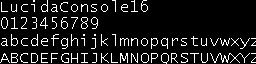 LucidaConsole16
0123456789
abcdefghijklmnopqrstuvwxyz
ABCDEFGHIJKLMNOPQRSTUVWXYZ